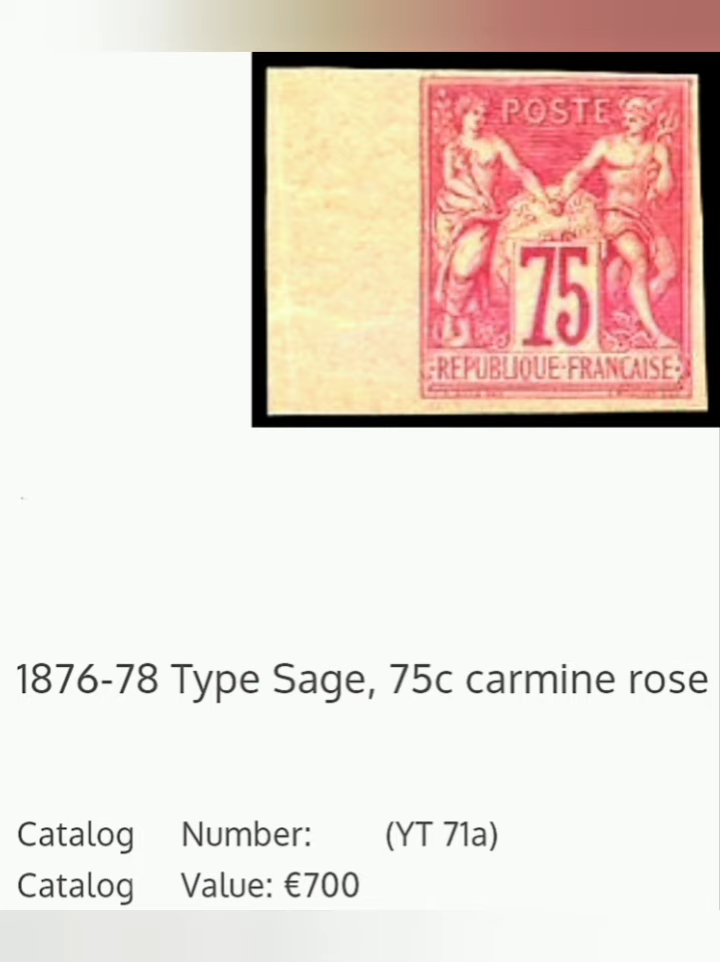 POSTE
75
REPUBLIQUE FRANCAISE
1876-78 Type Sage, 75c carmine rose
Catalog Number: (YT 71a)
Catalog Value: €700